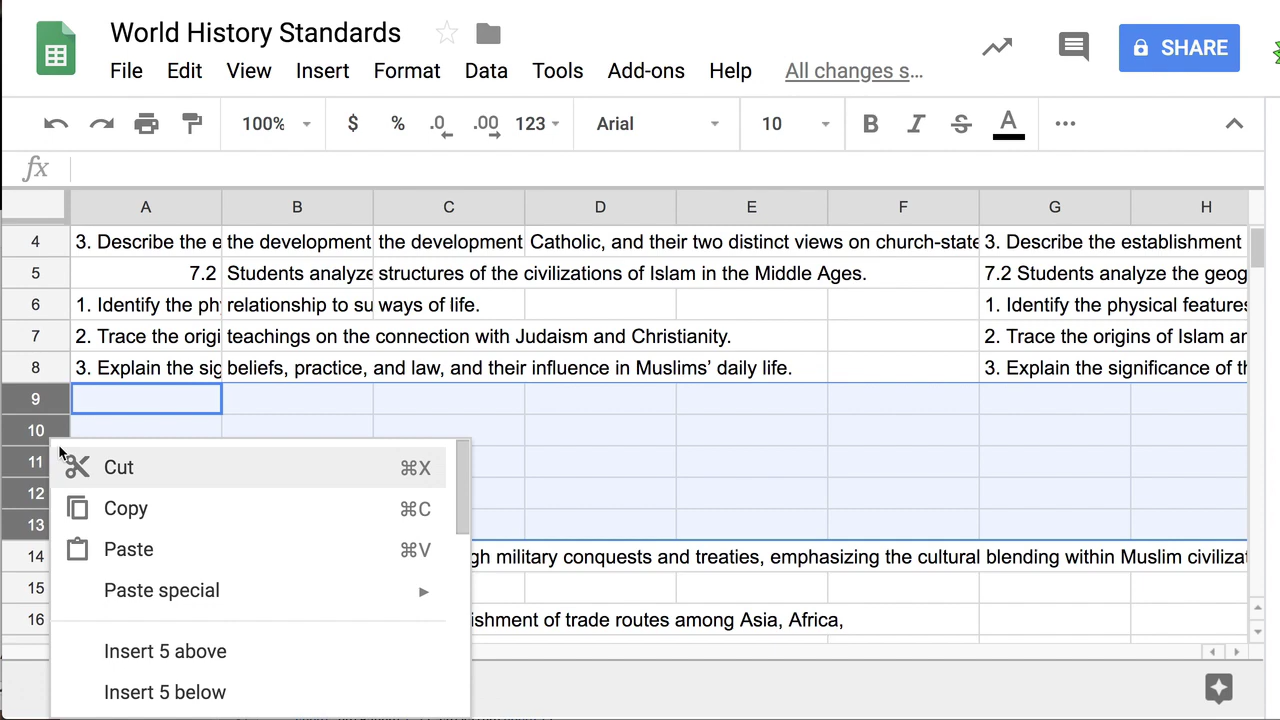 World History Standards
File Edit View Insert Format Data Tools Add-ons Help All changes s…
SHARE
100% $ % .0 .00 123 Arial 10 B I S A
fx
A B C D E F G H
4 3. Describe the e the development the development Catholic, and their two distinct views on church-state 3. Describe the establishment
5 7.2 Students analyze structures of the civilizations of Islam in the Middle Ages. 7.2 Students analyze the geog
6 1. Identify the phy relationship to su ways of life. 1. Identify the physical features
7 2. Trace the origi teachings on the connection with Judaism and Christianity. 2. Trace the origins of Islam an
8 3. Explain the sig beliefs, practice, and law, and their influence in Muslims’ daily life. 3. Explain the significance of th
9
10
11
12
13
14 gh military conquests and treaties, emphasizing the cultural blending within Muslim civilizat
15
16 ishment of trade routes among Asia, Africa,
Cut ⌘X
Copy ⌘C
Paste ⌘V
Paste special ►
Insert 5 above
Insert 5 below